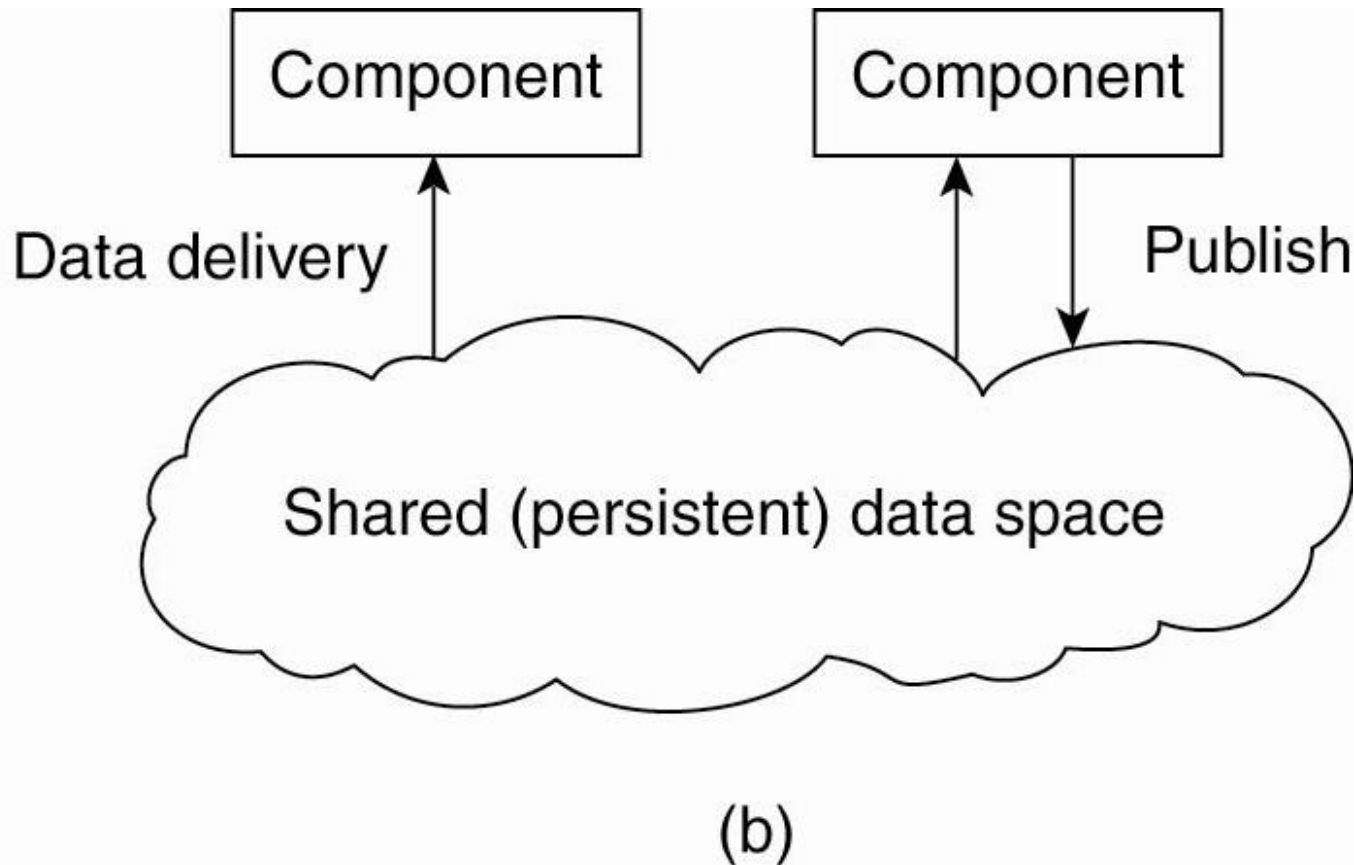 Component
Component
Data delivery
Publish
Shared (persistent) data space
(b)